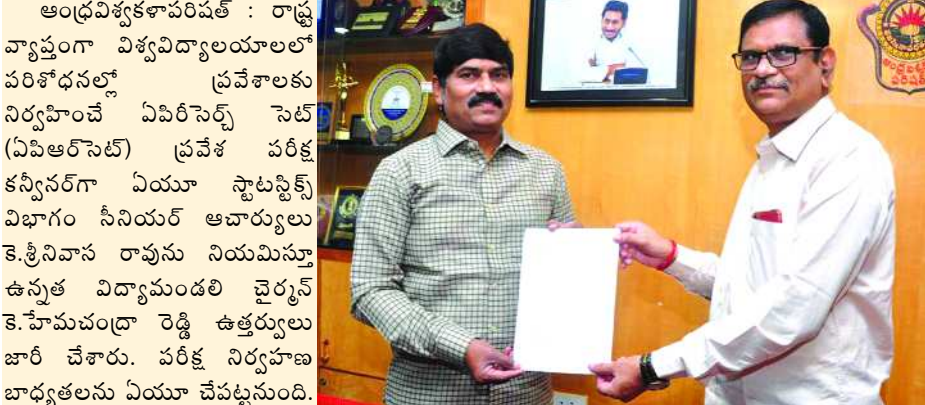 ఆంధ్రవిశ్వకళాపరిషత్ : రాష్ట్ర
వ్యాప్తంగా విశ్వవిద్యాలయాలలో
పరిశోధనల్లో ప్రవేశాలకు
నిర్వహించే ఏపిరీసెర్చ్ సెట్
(ఏపిఆర్‌సెట్) ప్రవేశ పరీక్ష
కన్వీనర్‌గా ఏయూ స్టాటస్టిక్స్
విభాగం సీనియర్ ఆచార్యులు
కె.శ్రీనివాస రావును నియమిస్తూ
ఉన్నత విద్యామండలి చైర్మన్
కె.హేమచంద్రా రెడ్డి ఉత్తర్వులు
జారీ చేశారు. పరీక్ష నిర్వహణ
బాధ్యతలను ఏయూ చేపట్టనుంది.